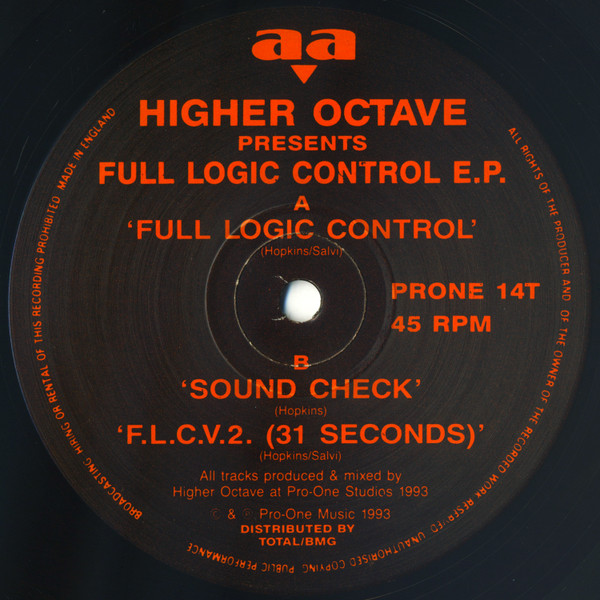 aa
HIGHER OCTAVE
PRESENTS
FULL LOGIC CONTROL E.P.
A
‘FULL LOGIC CONTROL’
(Hopkins/Salvi)
PRONE 14T
45 RPM
B
‘SOUND CHECK’
(Hopkins)
‘F.L.C.V.2. (31 SECONDS)’
(Hopkins/Salvi)
All tracks produced & mixed by
Higher Octave at Pro-One Studios 1993
© & ℗ Pro-One Music 1993
DISTRIBUTED BY
TOTAL/BMG
ALL RIGHTS OF THE PRODUCER AND OF THE OWNER OF THE RECORDED WORK RESERVED. UNAUTHORISED COPYING PUBLIC PERFORMANCE BROADCASTING HIRING OR RENTAL OF THIS RECORDING PROHIBITED MADE IN ENGLAND